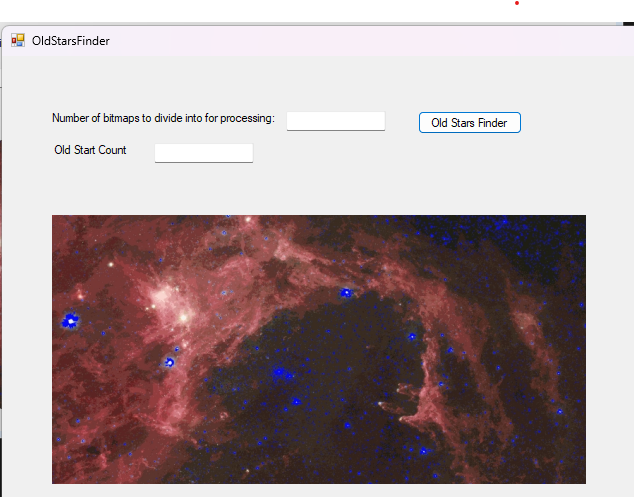 OldStarsFinder
Number of bitmaps to divide into for processing:
Old Stars Finder
Old Start Count